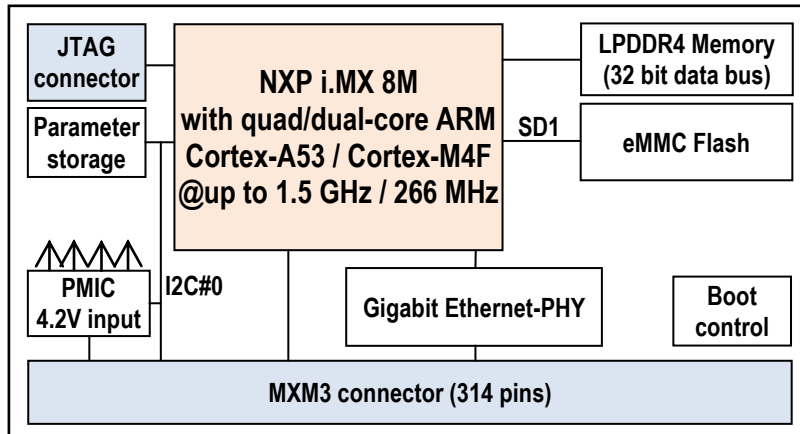 JTAG
connector
NXP i.MX 8M
with quad/dual-core ARM
Cortex-A53 / Cortex-M4F
@up to 1.5 GHz / 266 MHz
LPDDR4 Memory
(32 bit data bus)
Parameter
storage
SD1
eMMC Flash
PMIC
4.2V input
I2C#0
Gigabit Ethernet-PHY
Boot
control
MXM3 connector (314 pins)